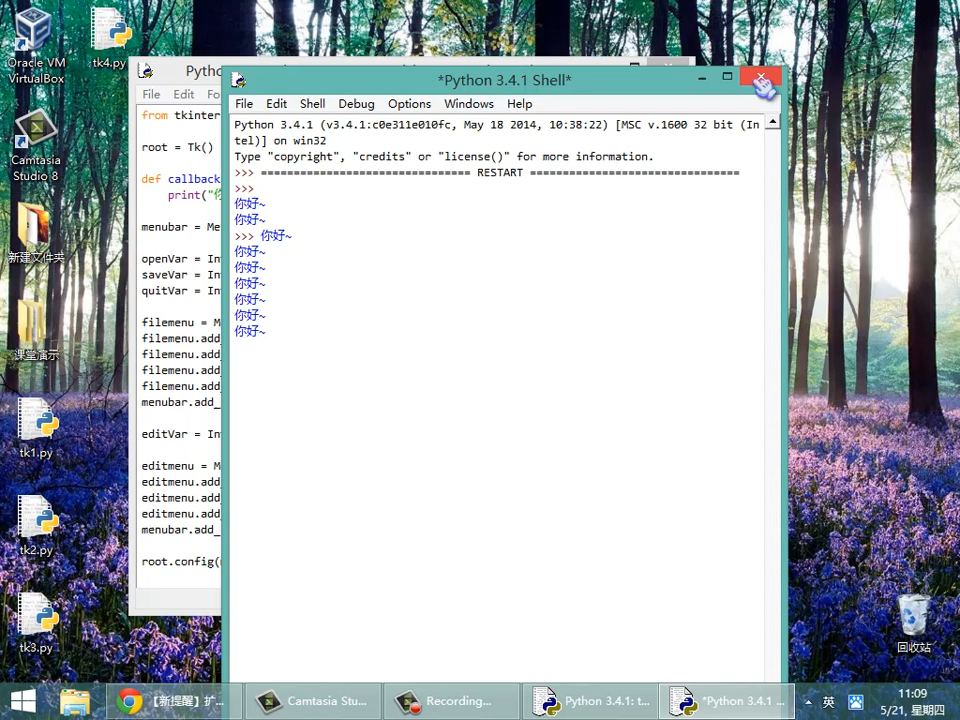 Oracle VM
VirtualBox
tk4.py
Camtasia
Studio 8
新建文件夹
课堂演示
tk1.py
tk2.py
tk3.py
File Edit
from tkinter
root = Tk()
def callback
print("
menubar = Me
openVar = In
saveVar = In
quitVar = In
filemenu = M
filemenu.add_
filemenu.add_
filemenu.add_
filemenu.add_
menubar.add_
editVar = In
editmenu = M
editmenu.add
editmenu.add
editmenu.add
menubar.add_
root.config(
*Python 3.4.1 Shell*
File Edit Shell Debug Options Windows Help
Python 3.4.1 (v3.4.1:c0e311e010fc, May 18 2014, 10:38:22) [MSC v.1600 32 bit (In
tel)] on win32
Type "copyright", "credits" or "license()" for more information.
>>> ================================ RESTART ================================
>>>
你好~
你好~
>>> 你好~
你好~
你好~
你好~
你好~
你好~
你好~
回收站
【新提醒】扩... Camtasia Stu... Recording... Python 3.4.1: t... *Python 3.4.1 ... 英
11:09
5/21, 星期四